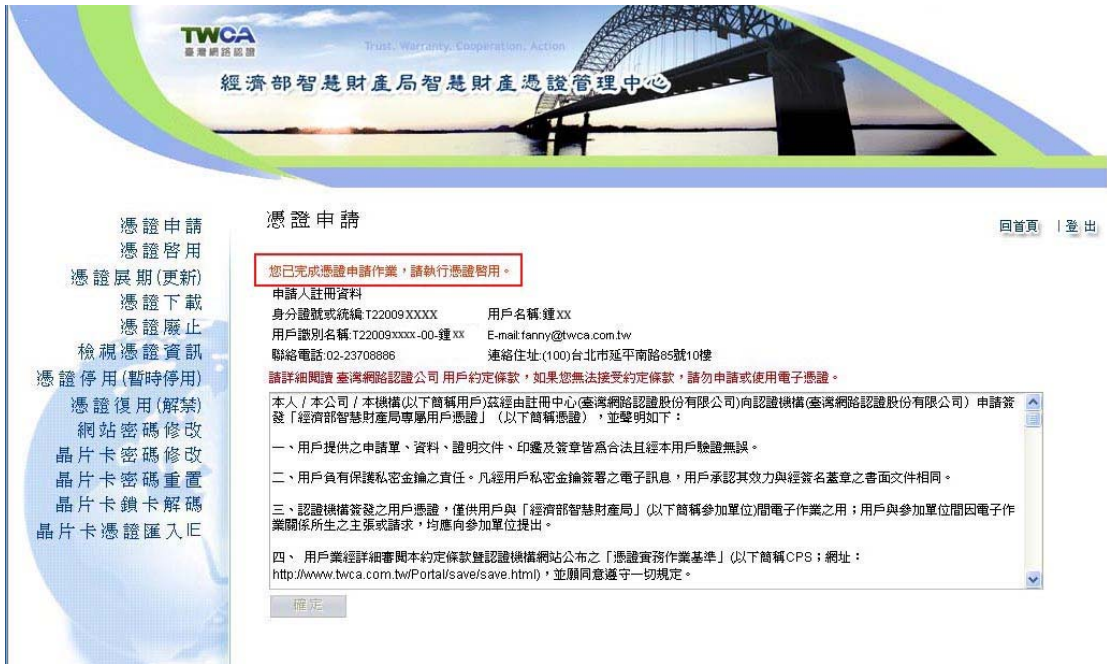 TWCA
臺灣網路認證
Trust, Warranty, Cooperation, Action
經濟部智慧財產局智慧財產憑證管理中心
憑證申請
憑證啓用
憑證展期(更新)
憑證下載
憑證廢止
檢視憑證資訊
憑證停用(暫時停用)
憑證復用(解禁)
網站密碼修改
晶片卡密碼修改
晶片卡密碼重置
晶片卡鎖卡解碼
晶片卡憑證匯入IE
憑證申請
回首頁 | 登出
您已完成憑證申請作業，請執行憑證啓用。
申請人註冊資料
身分證號或統編:T22009XXXX 用戶名稱:鍾XX
用戶識別名稱:T22009xxxx-00-鍾XX E-mail:fanny@twca.com.tw
聯絡電話:02-23708886 連絡住址:(100)台北市延平南路85號10樓
請詳細閱讀 臺灣網路認證公司 用戶約定條款，如果您無法接受約定條款，請勿申請或使用電子憑證。
本人 / 本公司 / 本機構(以下簡稱用戶)茲經由註冊中心(臺灣網路認證股份有限公司)向認證機構(臺灣網路認證股份有限公司) 申請簽
發「經濟部智慧財產局專屬用戶憑證」（以下簡稱憑證），並聲明如下：
一、用戶提供之申請單、資料、證明文件、印鑑及簽章皆爲合法且經本用戶驗證無誤。
二、用戶負有保護私密金鑰之責任。凡經用戶私密金鑰簽署之電子訊息，用戶承認其效力與經簽名蓋章之書面文件相同。
三、認證機構簽發之用戶憑證，僅供用戶與「經濟部智慧財產局」(以下簡稱參加單位)間電子作業之用；用戶與參加單位間因電子作
業關係所生之主張或請求，均應向參加單位提出。
四、 用戶業經詳細審閱本約定條款暨認證機構網站公布之「憑證實務作業基準」(以下簡稱CPS；網址：
http://www.twca.com.tw/Portal/save/save.html)，並願同意遵守一切規定。
確定